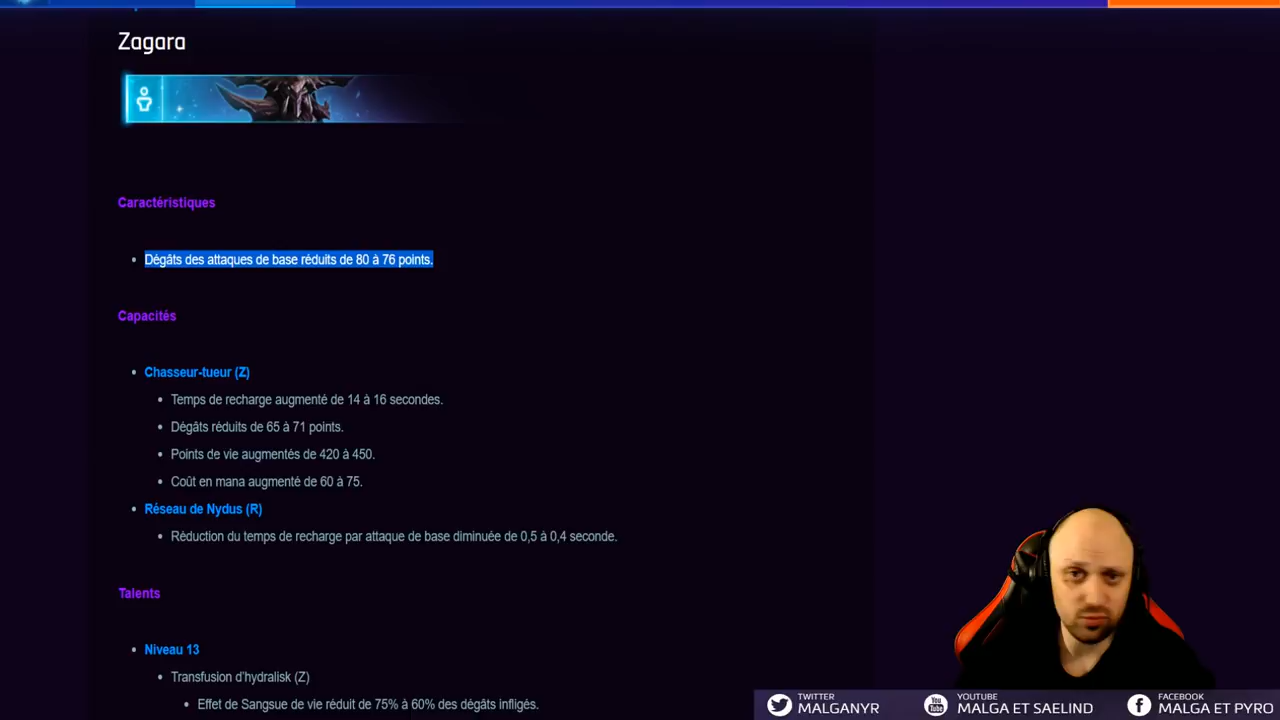 Zagara
Caractéristiques
Dégâts des attaques de base réduits de 80 à 76 points.
Capacités
Chasseur-tueur (Z)
Temps de recharge augmenté de 14 à 16 secondes.
Dégâts réduits de 65 à 71 points.
Points de vie augmentés de 420 à 450.
Coût en mana augmenté de 60 à 75.
Réseau de Nydus (R)
Réduction du temps de recharge par attaque de base diminuée de 0,5 à 0,4 seconde.
Talents
Niveau 13
Transfusion d'hydralisk (Z)
Effet de Sangsue de vie réduit de 75% à 60% des dégâts infligés.
TWITTER
MALGANYR
YOUTUBE
MALGA ET SAELIND
FACEBOOK
MALGA ET PYRO